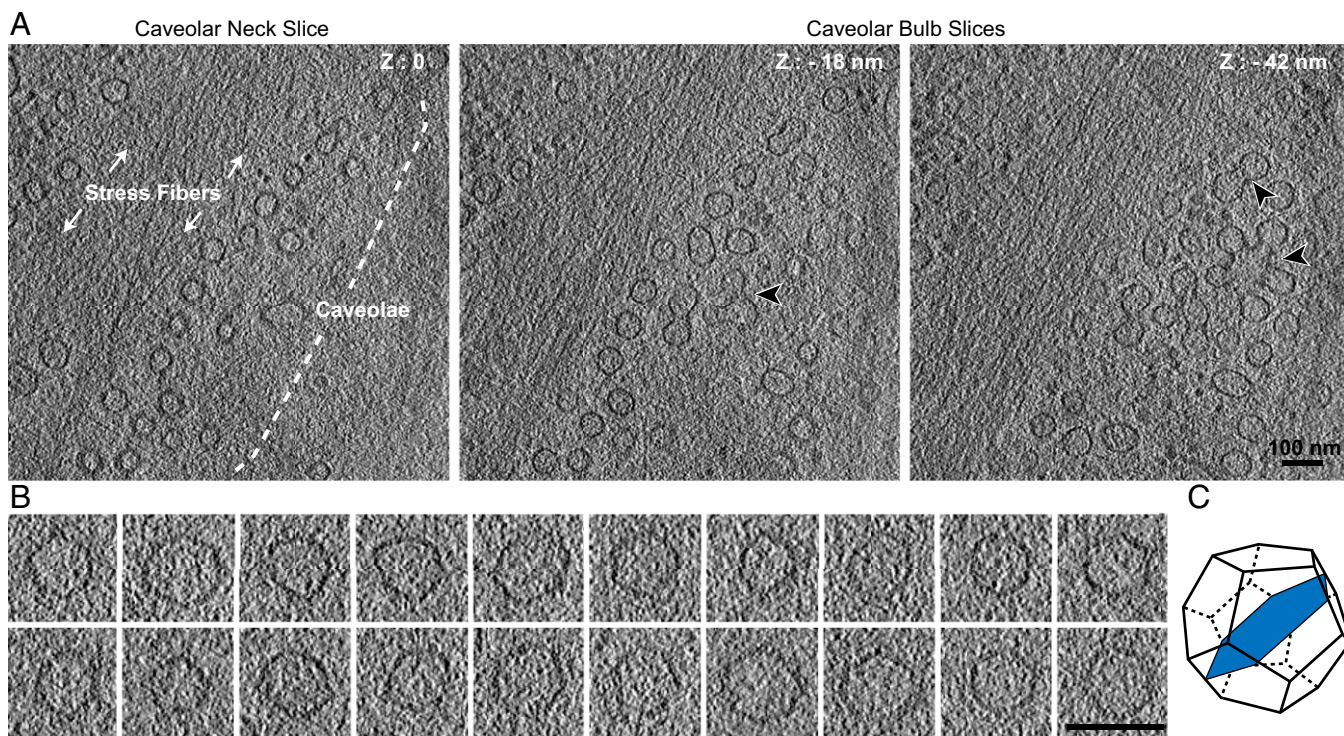 A
Caveolar Neck Slice
Caveolar Bulb Slices
Z : 0
Z : - 18 nm
Z : - 42 nm
Stress Fibers
Caveolae
100 nm
B
C